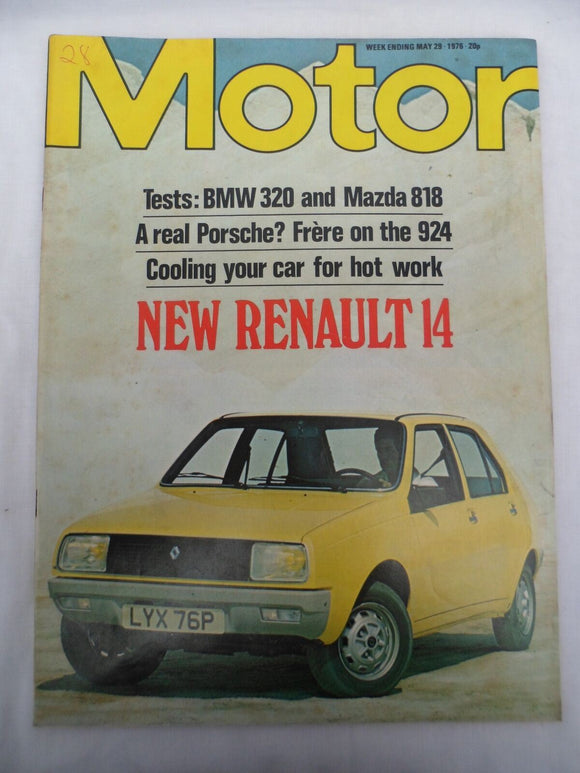 28
WEEK ENDING MAY 29 · 1976 · 20p
Motor
Tests: BMW 320 and Mazda 818
A real Porsche? Frère on the 924
Cooling your car for hot work
NEW RENAULT 14
LYX 76P